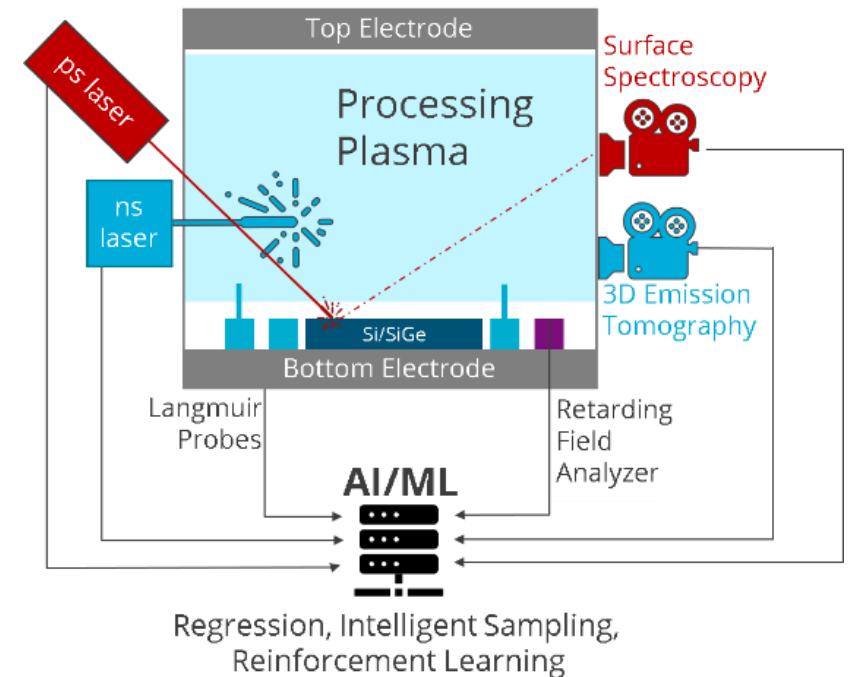 Top Electrode
ps laser
Surface
Spectroscopy
Processing
Plasma
ns
laser
3D Emission
Tomography
Si/SiGe
Bottom Electrode
Langmuir
Probes
Retarding
Field
Analyzer
AI/ML
Regression, Intelligent Sampling,
Reinforcement Learning